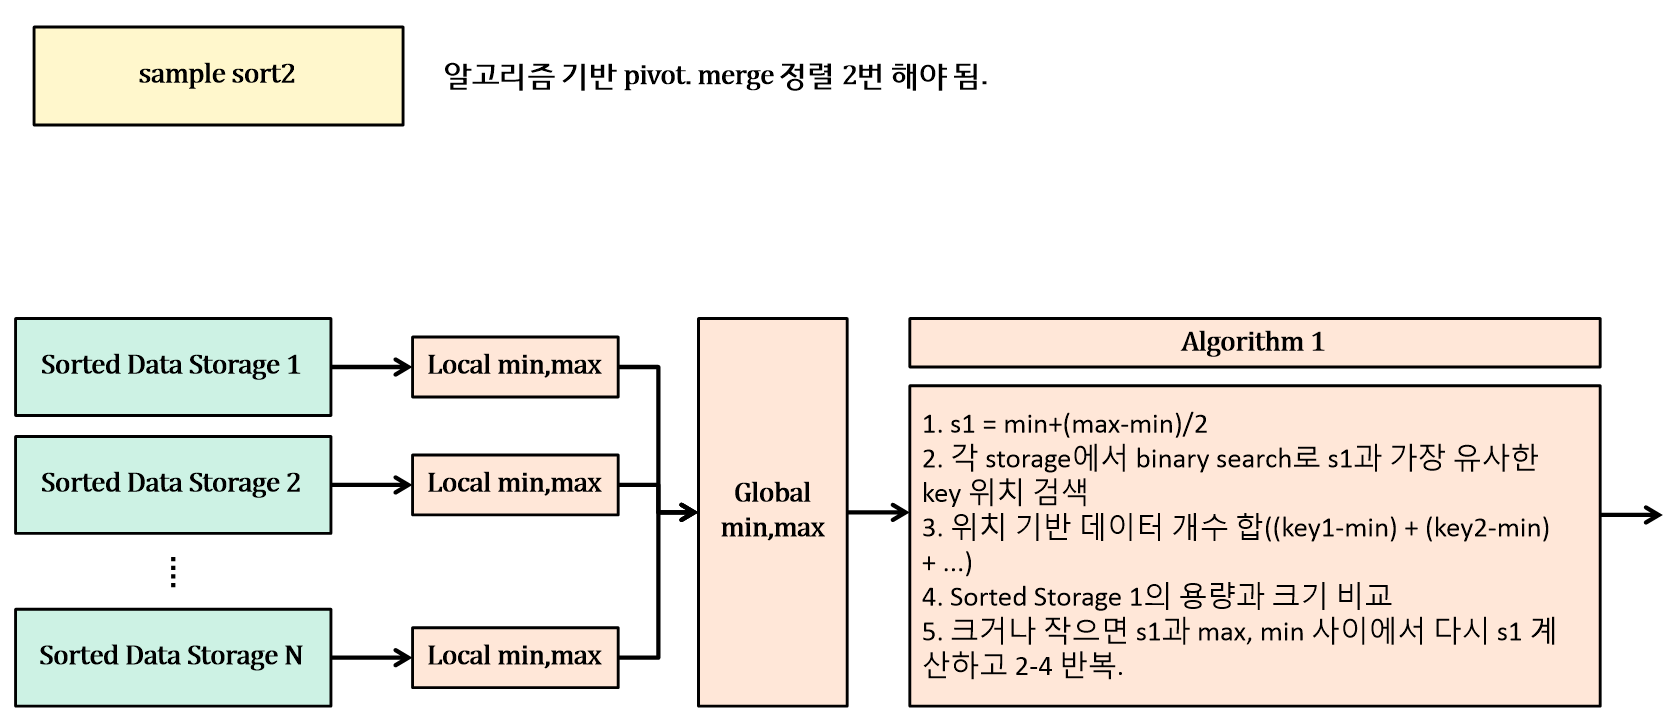 sample sort2
알고리즘 기반 pivot. merge 정렬 2번 해야 됨.
Sorted Data Storage 1
Local min,max
Sorted Data Storage 2
Local min,max
Sorted Data Storage N
Local min,max
Global
min,max
Algorithm 1
1. s1 = min+(max-min)/2
2. 각 storage에서 binary search로 s1과 가장 유사한
key 위치 검색
3. 위치 기반 데이터 개수 합((key1-min) + (key2-min)
+ ...)
4. Sorted Storage 1의 용량과 크기 비교
5. 크거나 작으면 s1과 max, min 사이에서 다시 s1 계
산하고 2-4 반복.